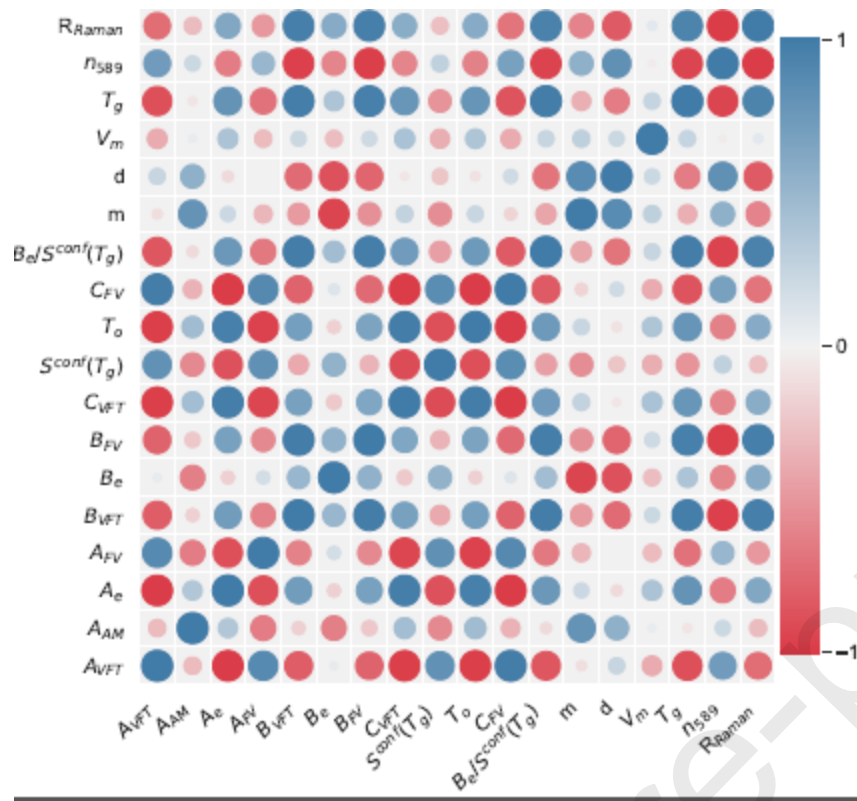 R_Raman
n_589
T_g
V_m
d
m
B_e/S^conf(T_g)
C_FV
T_o
S^conf(T_g)
C_VFT
B_FV
B_e
B_VFT
A_FV
A_e
A_AM
A_VFT
1
0
−1
A_VFT
A_AM
A_e
A_FV
B_VFT
B_e
B_FV
C_VFT
S^conf(T_g)
T_o
C_FV
B_e/S^conf(T_g)
m
d
V_m
T_g
n_589
R_Raman
re-p